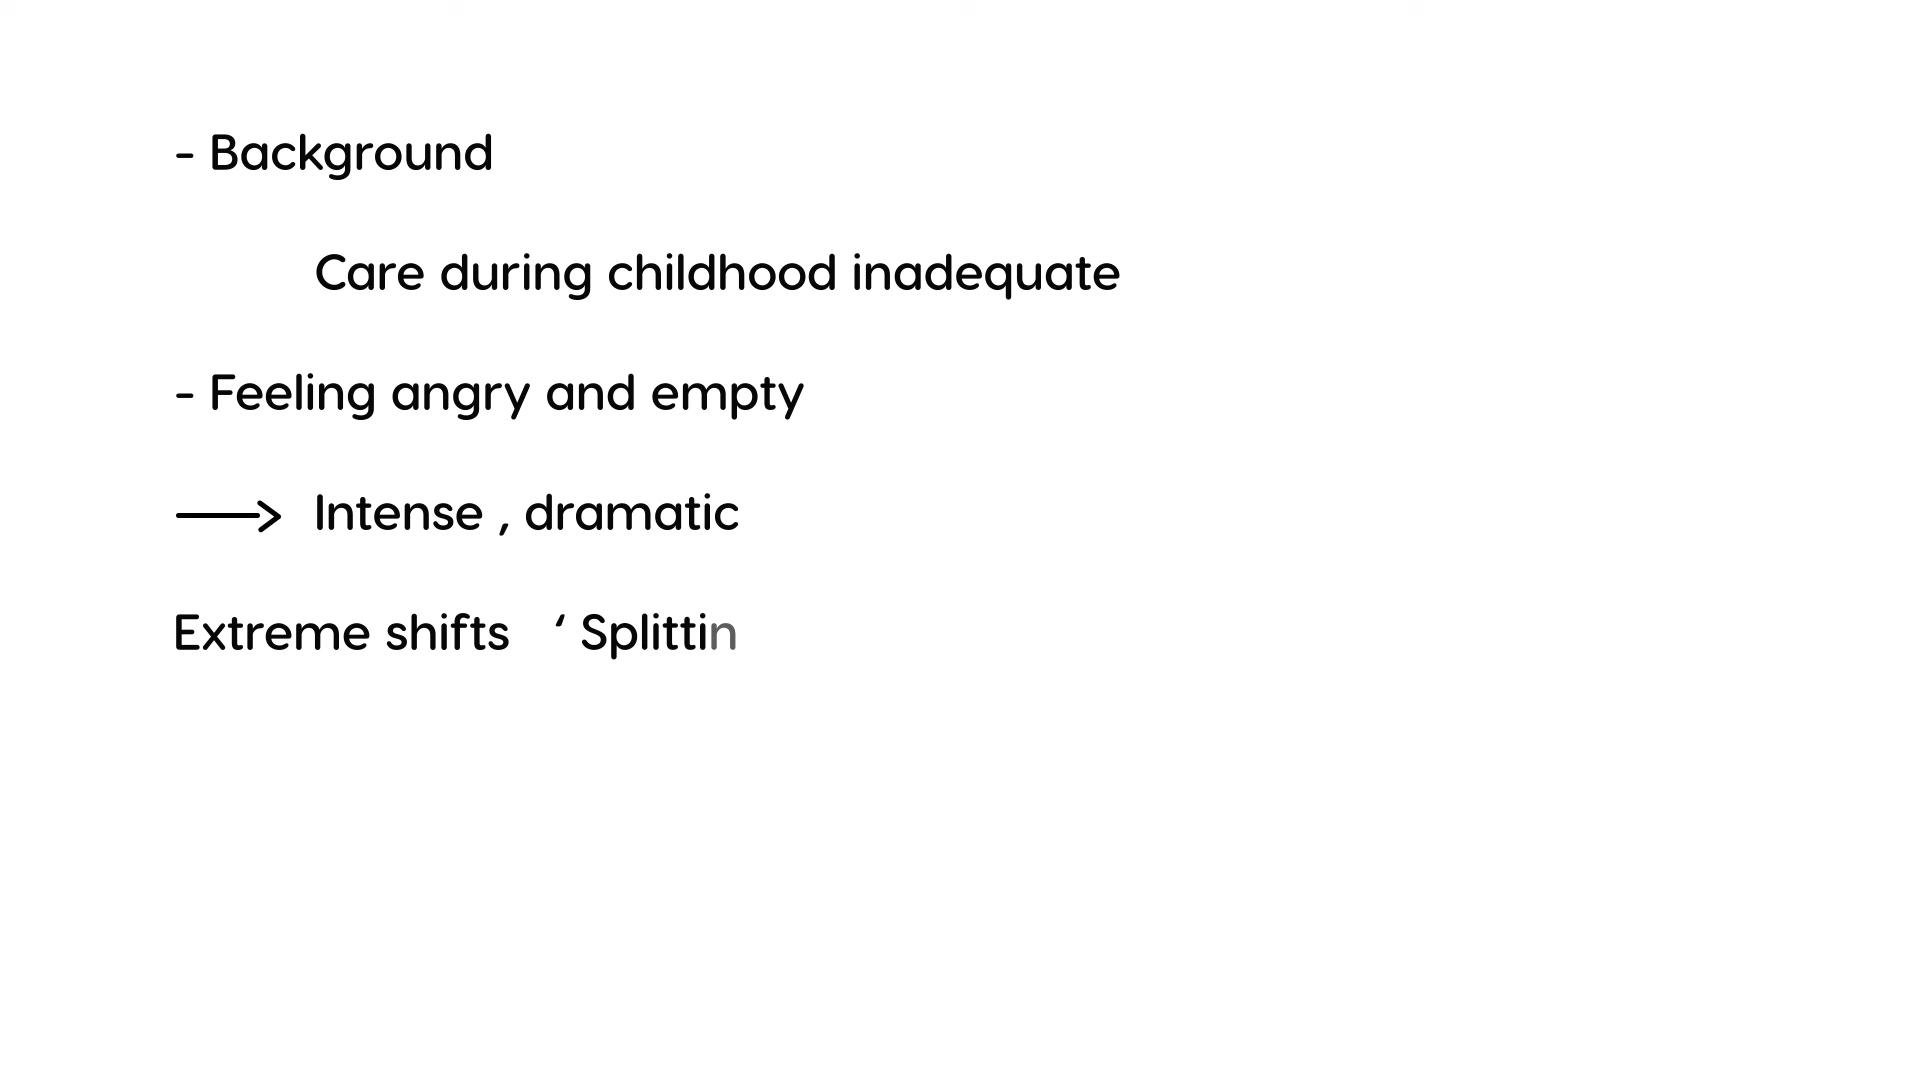 - Background
Care during childhood inadequate
- Feeling angry and empty
→ Intense , dramatic
Extreme shifts ‘ Splittin